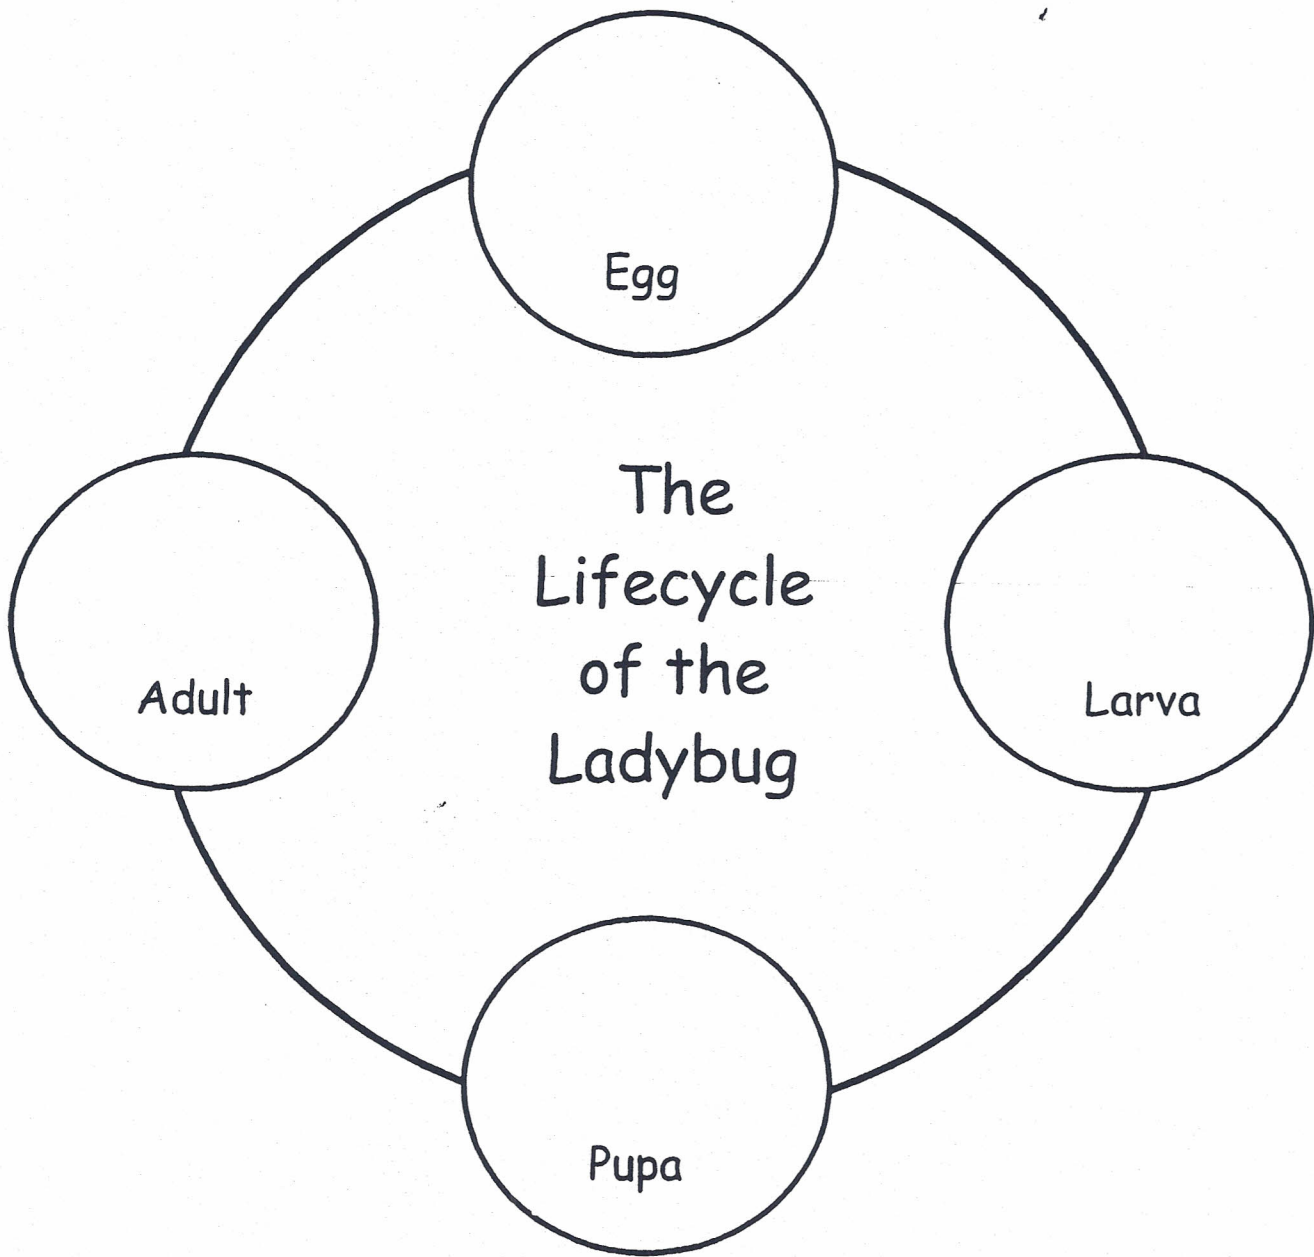 Egg
The
Lifecycle
of the
Ladybug
Adult
Larva
Pupa